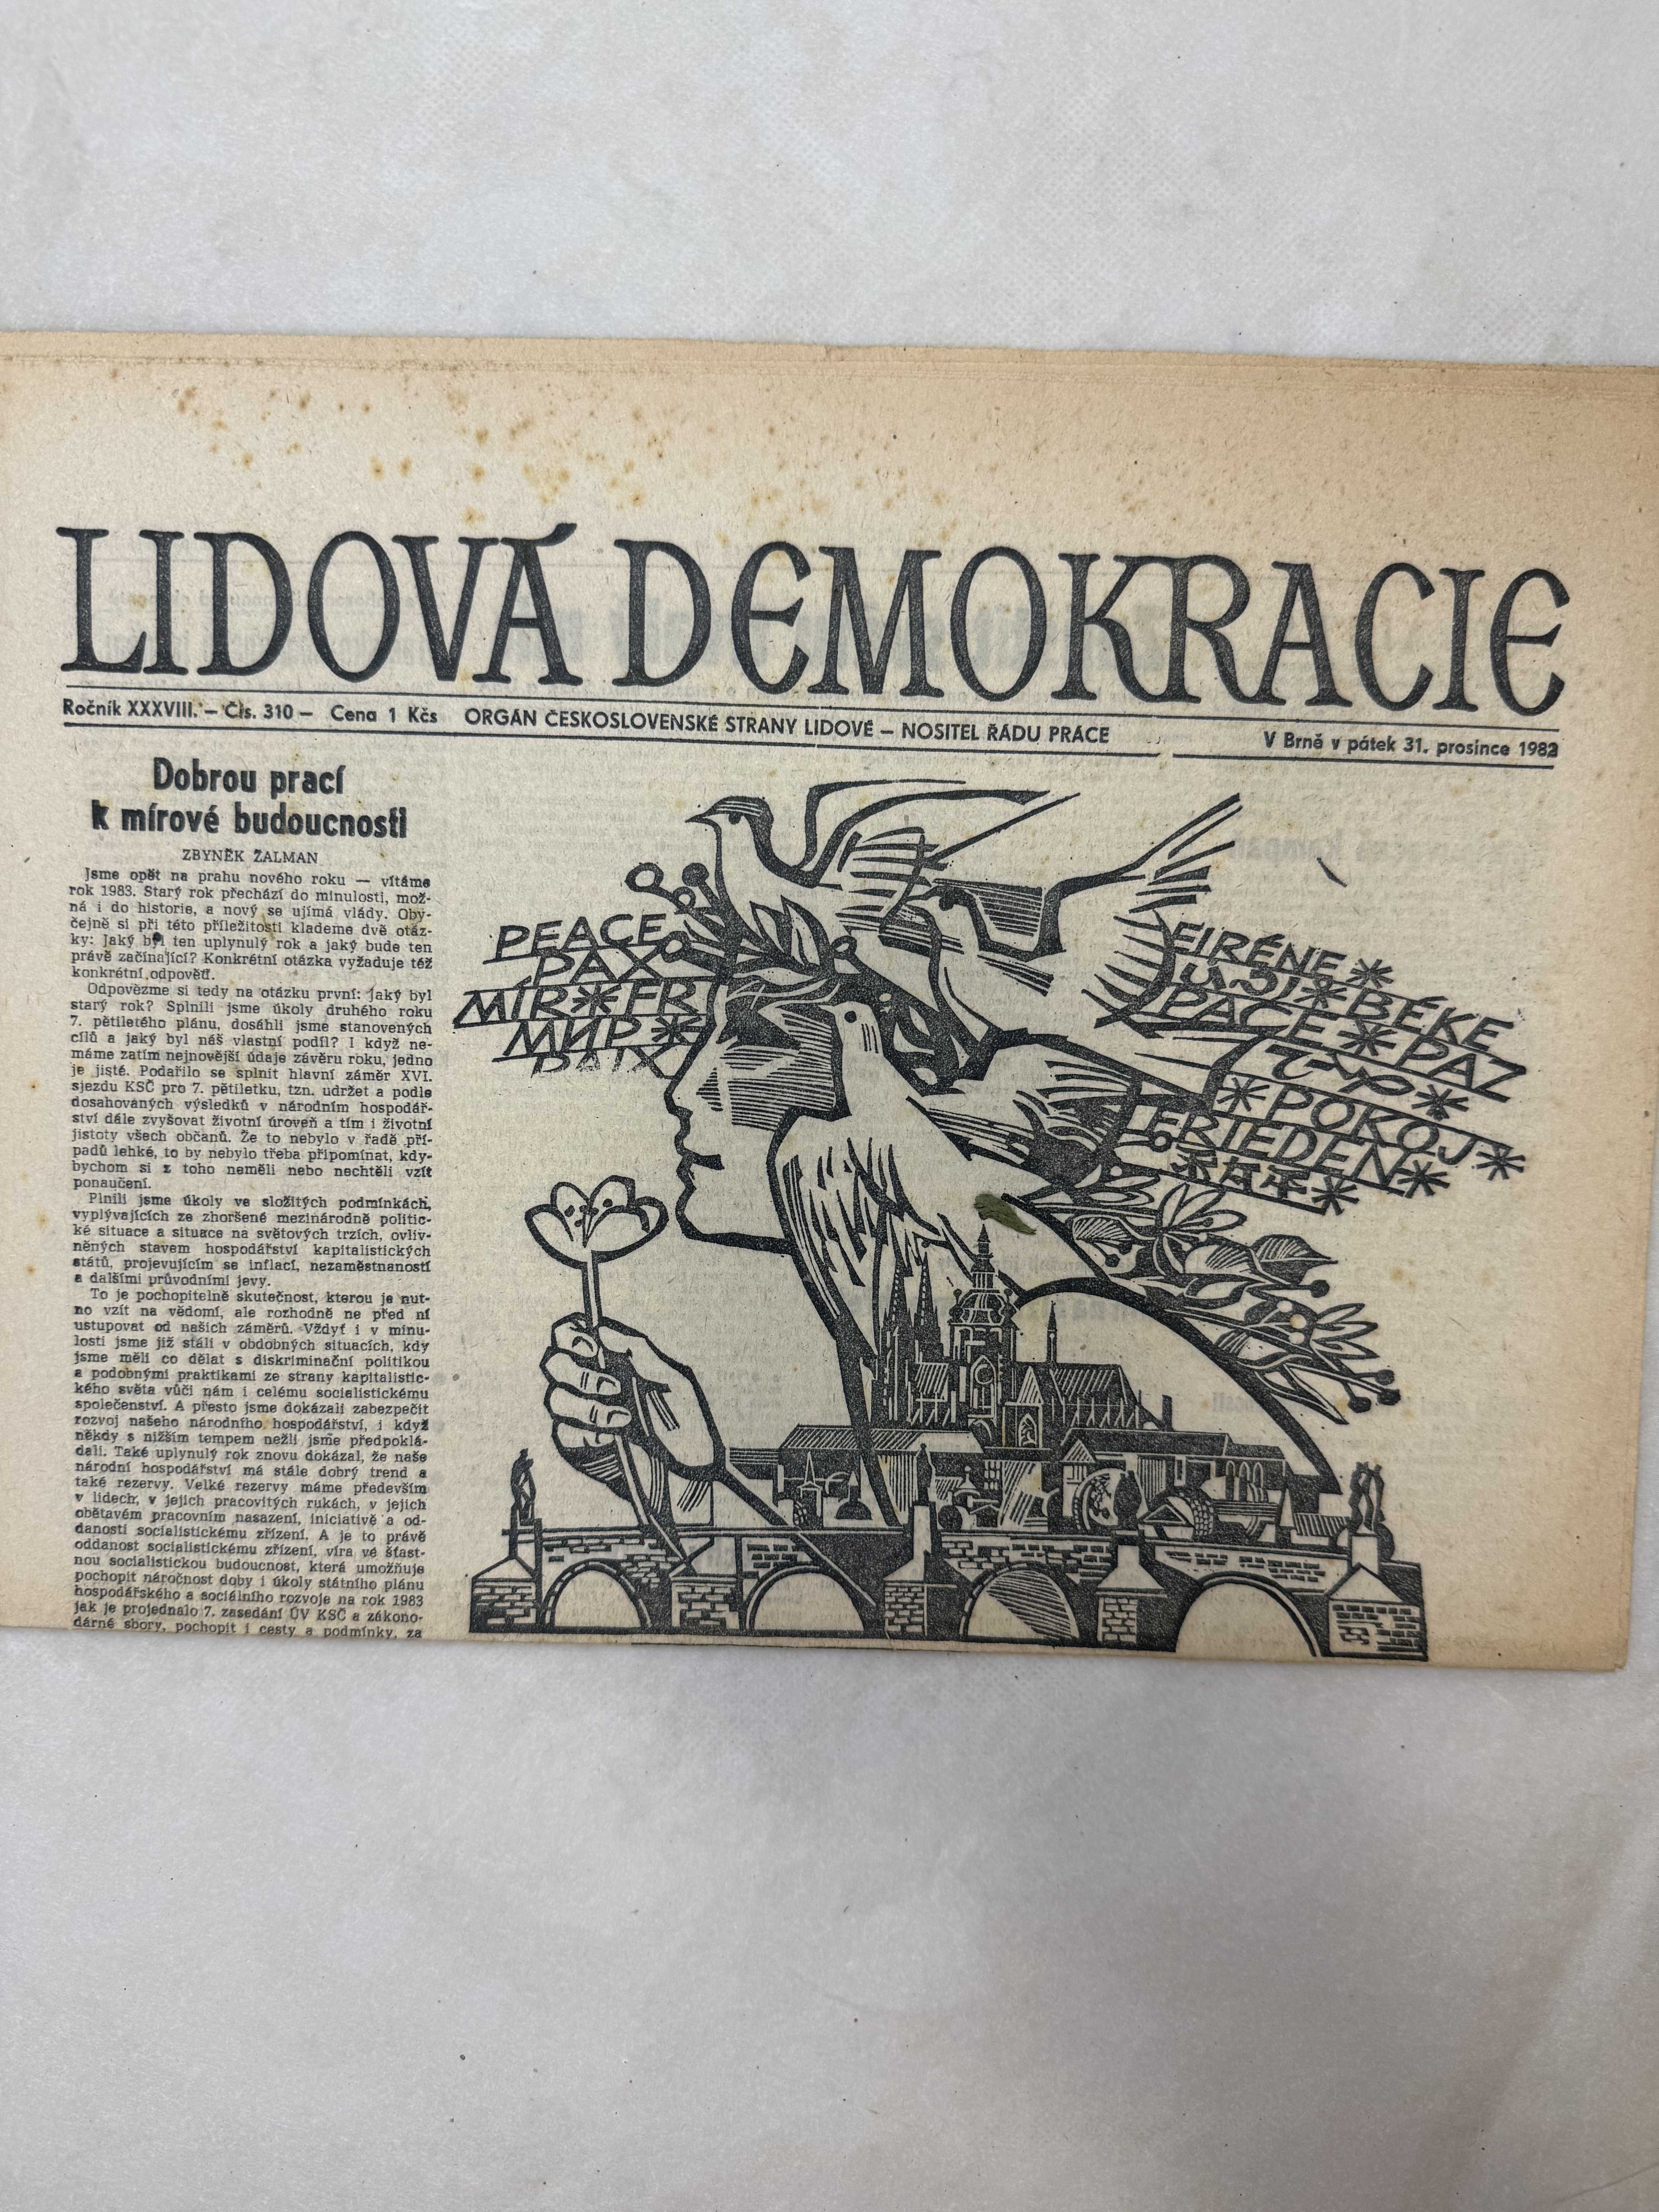 LIDOVÁ DEMOKRACIE
Ročník XXXVIII. – Čís. 310 – Cena 1 Kčs ORGÁN ČESKOSLOVENSKÉ STRANY LIDOVÉ – NOSITEL ŘÁDU PRÁCE V Brně v pátek 31. prosince 1982
Dobrou prací
k mírové budoucnosti
ZBYNĚK ŽALMAN
Jsme opět na prahu nového roku — vítáme
rok 1983. Starý rok přechází do minulosti, mož-
ná i do historie, a nový se ujímá vlády. Oby-
čejně si při této příležitosti klademe dvě otáz-
ky: Jaký byl ten uplynulý rok a jaký bude ten
právě začínající? Konkrétní otázka vyžaduje též
konkrétní odpověď.
Odpovězme si tedy na otázku první: jaký byl
starý rok? Splnili jsme úkoly druhého roku
7. pětiletého plánu, dosáhli jsme stanovených
cílů a jaký byl náš vlastní podíl? I když ne-
máme zatím nejnovější údaje závěru roku, jedno
je jisté. Podařilo se splnit hlavní záměr XVI.
sjezdu KSČ pro 7. pětiletku, tzn. udržet a podle
dosahovaných výsledků v národním hospodář-
ství dále zvyšovat životní úroveň a tím i životní
jistoty všech občanů. Že to nebylo v řadě pří-
padů lehké, to by nebylo třeba připomínat, kdy-
bychom si z toho neměli nebo nechtěli vzít
ponaučení.
Plnili jsme úkoly ve složitých podmínkách,
vyplývajících ze zhoršené mezinárodně politic-
ké situace a situace na světových trzích, ovliv-
něných stavem hospodářství kapitalistických
států, projevujícím se inflací, nezaměstnaností
a dalšími průvodními jevy.
To je pochopitelně skutečnost, kterou je nut-
no vzít na vědomí, ale rozhodně ne před ní
ustupovat od našich záměrů. Vždyť i v minu-
losti jsme již stáli v obdobných situacích, kdy
jsme měli co dělat s diskriminační politikou
a podobnými praktikami ze strany kapitalistic-
kého světa vůči nám i celému socialistickému
společenství. A přesto jsme dokázali zabezpečit
rozvoj našeho národního hospodářství, i když
někdy s nižším tempem nežli jsme předpoklá-
dali. Také uplynulý rok znovu dokázal, že naše
národní hospodářství má stále dobrý trend a
také rezervy. Velké rezervy máme především
v lidech, v jejich pracovitých rukách, v jejich
obětavém pracovním nasazení, iniciativě a od-
danosti socialistickému zřízení. A je to právě
oddanost socialistickému zřízení, víra ve šťast-
nou socialistickou budoucnost, která umožňuje
pochopit náročnost doby i úkoly státního plánu
hospodářského a sociálního rozvoje na rok 1983
jak je projednalo 7. zasedání ÚV KSČ a zákono-
dárné sbory, pochopit i cesty a podmínky, za
PEACE
PAX
MÍR * FR
МИР *
PAIX
EIRÉNE *
* BÉKE
PACE * PAZ
*
* POKOJ *
FRIEDEN *
*